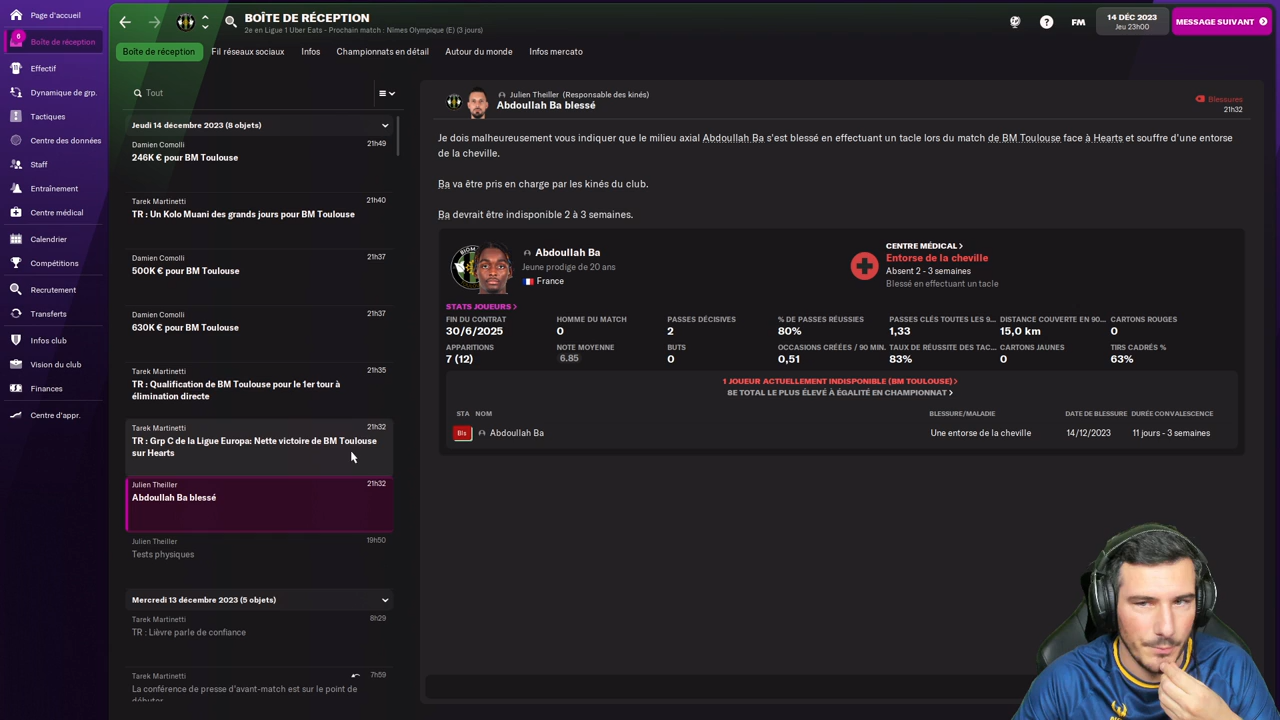 Page d'accueil
6
Boîte de réception
Effectif
Dynamique de grp.
Tactiques
Centre des données
Staff
Entraînement
Centre médical
Calendrier
Compétitions
Recrutement
Transferts
Infos club
Vision du club
Finances
Centre d'appr.
BOÎTE DE RÉCEPTION
2e en Ligue 1 Uber Eats - Prochain match : Nîmes Olympique (E) (3 jours)
FM
14 DÉC 2023
Jeu 23h00
MESSAGE SUIVANT
Boîte de réception
Fil réseaux social
Infos
Championnats en détail
Autour du monde
Infos mercato
Tout
Jeudi 14 décembre 2023 (8 objets)
Damien Comolli 21h49
246K € pour BM Toulouse
Tarek Martinetti 21h40
TR : Un Kolo Muani des grands jours pour BM Toulouse
Damien Comolli 21h37
500K € pour BM Toulouse
Damien Comolli 21h37
630K € pour BM Toulouse
Tarek Martinetti 21h35
TR : Qualification de BM Toulouse pour le 1er tour à
élimination directe
Tarek Martinetti 21h32
TR : Grp C de la Ligue Europa: Nette victoire de BM Toulouse
sur Hearts
Julien Theiller 21h32
Abdoullah Ba blessé
Julien Theiller 19h50
Tests physiques
Mercredi 13 décembre 2023 (5 objets)
Tarek Martinetti 8h29
TR : Lièvre parle de confiance
Tarek Martinetti 7h59
La conférence de presse d'avant-match est sur le point de
débuter
Julien Theiller (Responsable des kinés)
Abdoullah Ba blessé
Blessures
21h32
Je dois malheureusement vous indiquer que le milieu axial Abdoullah Ba s'est blessé en effectuant un tacle lors du match de BM Toulouse face à Hearts et souffre d'une entorse
de la cheville.
Ba va être pris en charge par les kinés du club.
Ba devrait être indisponible 2 à 3 semaines.
Abdoullah Ba
Jeune prodige de 20 ans
France
CENTRE MÉDICAL
Entorse de la cheville
Absent 2 - 3 semaines
Blessé en effectuant un tacle
STATS JOUEURS
FIN DU CONTRAT HOMME DU MATCH PASSES DÉCISIVES % DE PASSES RÉUSSIES PASSES CLÉS TOUTES LES 9... DISTANCE COUVERTE EN 90... CARTONS ROUGES
30/6/2025 0 2 80% 1,33 15,0 km 0
APPARITIONS NOTE MOYENNE BUTS OCCASIONS CRÉÉES / 90 MIN. TAUX DE RÉUSSITE DES TAC... CARTONS JAUNES TIRS CADRÉS %
7 (12) 6.85 0 0,51 83% 0 63%
1 JOUEUR ACTUELLEMENT INDISPONIBLE (BM TOULOUSE)
8E TOTAL LE PLUS ÉLEVÉ À ÉGALITÉ EN CHAMPIONNAT
STA NOM BLESSURE/MALADIE DATE DE BLESSURE DURÉE CONVALESCENCE
Bls Abdoullah Ba Une entorse de la cheville 14/12/2023 11 jours - 3 semaines